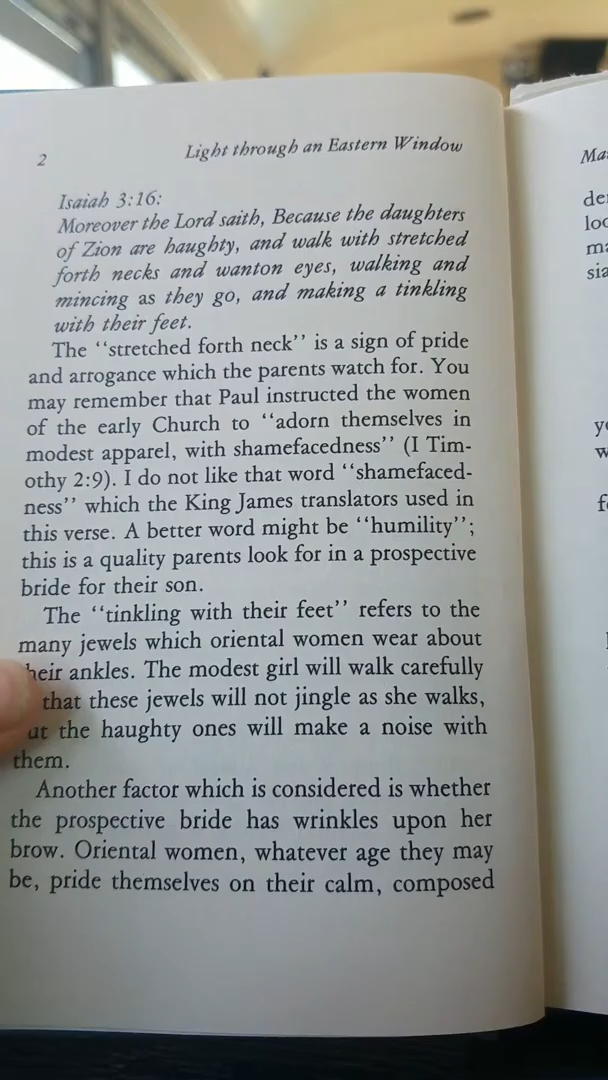 2 Light through an Eastern Window
Isaiah 3:16:
Moreover the Lord saith, Because the daughters
of Zion are haughty, and walk with stretched
forth necks and wanton eyes, walking and
mincing as they go, and making a tinkling
with their feet.
The ‘‘stretched forth neck’’ is a sign of pride
and arrogance which the parents watch for. You
may remember that Paul instructed the women
of the early Church to ‘‘adorn themselves in
modest apparel, with shamefacedness’’ (I Tim-
othy 2:9). I do not like that word ‘‘shamefaced-
ness’’ which the King James translators used in
this verse. A better word might be ‘‘humility’’;
this is a quality parents look for in a prospective
bride for their son.
The ‘‘tinkling with their feet’’ refers to the
many jewels which oriental women wear about
heir ankles. The modest girl will walk carefully
that these jewels will not jingle as she walks,
ut the haughty ones will make a noise with
them.
Another factor which is considered is whether
the prospective bride has wrinkles upon her
brow. Oriental women, whatever age they may
be, pride themselves on their calm, composed